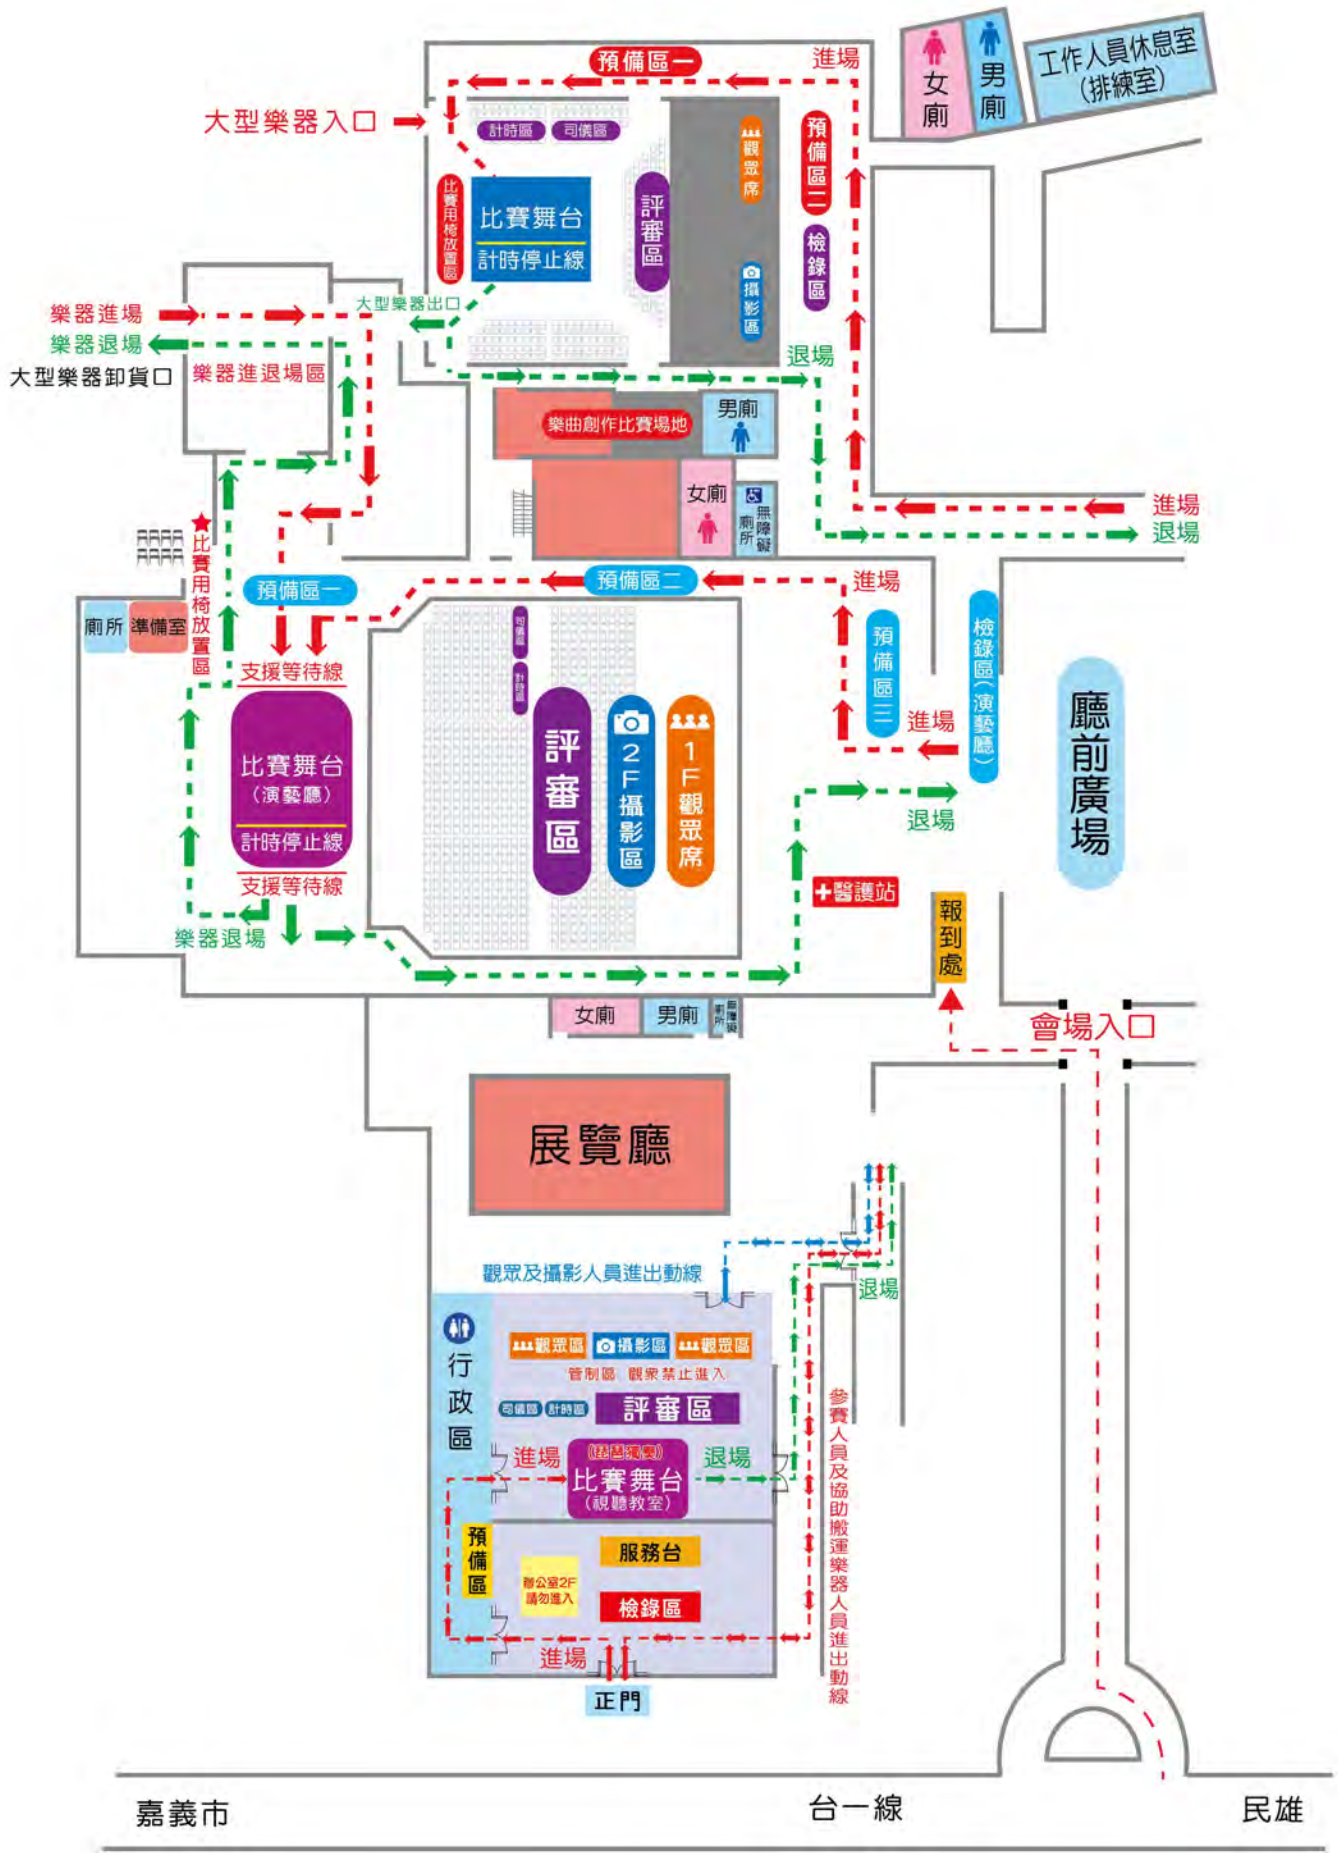 女廁
男廁
工作人員休息室
(排練室)
預備區一
進場
大型樂器入口
計時區
司儀區
觀眾席
預備區二
比賽用椅放置區
比賽舞台
計時停止線
評審區
檢錄區
攝影區
大型樂器出口
樂器進場
樂器退場
大型樂器卸貨口
樂器進退場區
退場
樂曲創作比賽場地
男廁
女廁
無障礙
廁所
進場
退場
★比賽用椅放置區
預備區一
預備區二
進場
廁所
準備室
支援等待線
司儀區
計時區
預備區三
檢錄區(演藝廳)
進場
廳前廣場
比賽舞台
(演藝廳)
計時停止線
評審區
2F攝影區
1F觀眾席
退場
支援等待線
樂器退場
醫護站
報到處
女廁
男廁
無障礙
廁所
會場入口
展覽廳
觀眾及攝影人員進出動線
退場
行政區
觀眾區
攝影區
觀眾區
管制區 觀眾禁止進入
司儀區
計時區
評審區
進場
(琵琶獨奏)
比賽舞台
(視聽教室)
退場
參賽人員及協助搬運樂器人員進出動線
預備區
服務台
辦公室2F
請勿進入
檢錄區
進場
正門
嘉義市
台一線
民雄